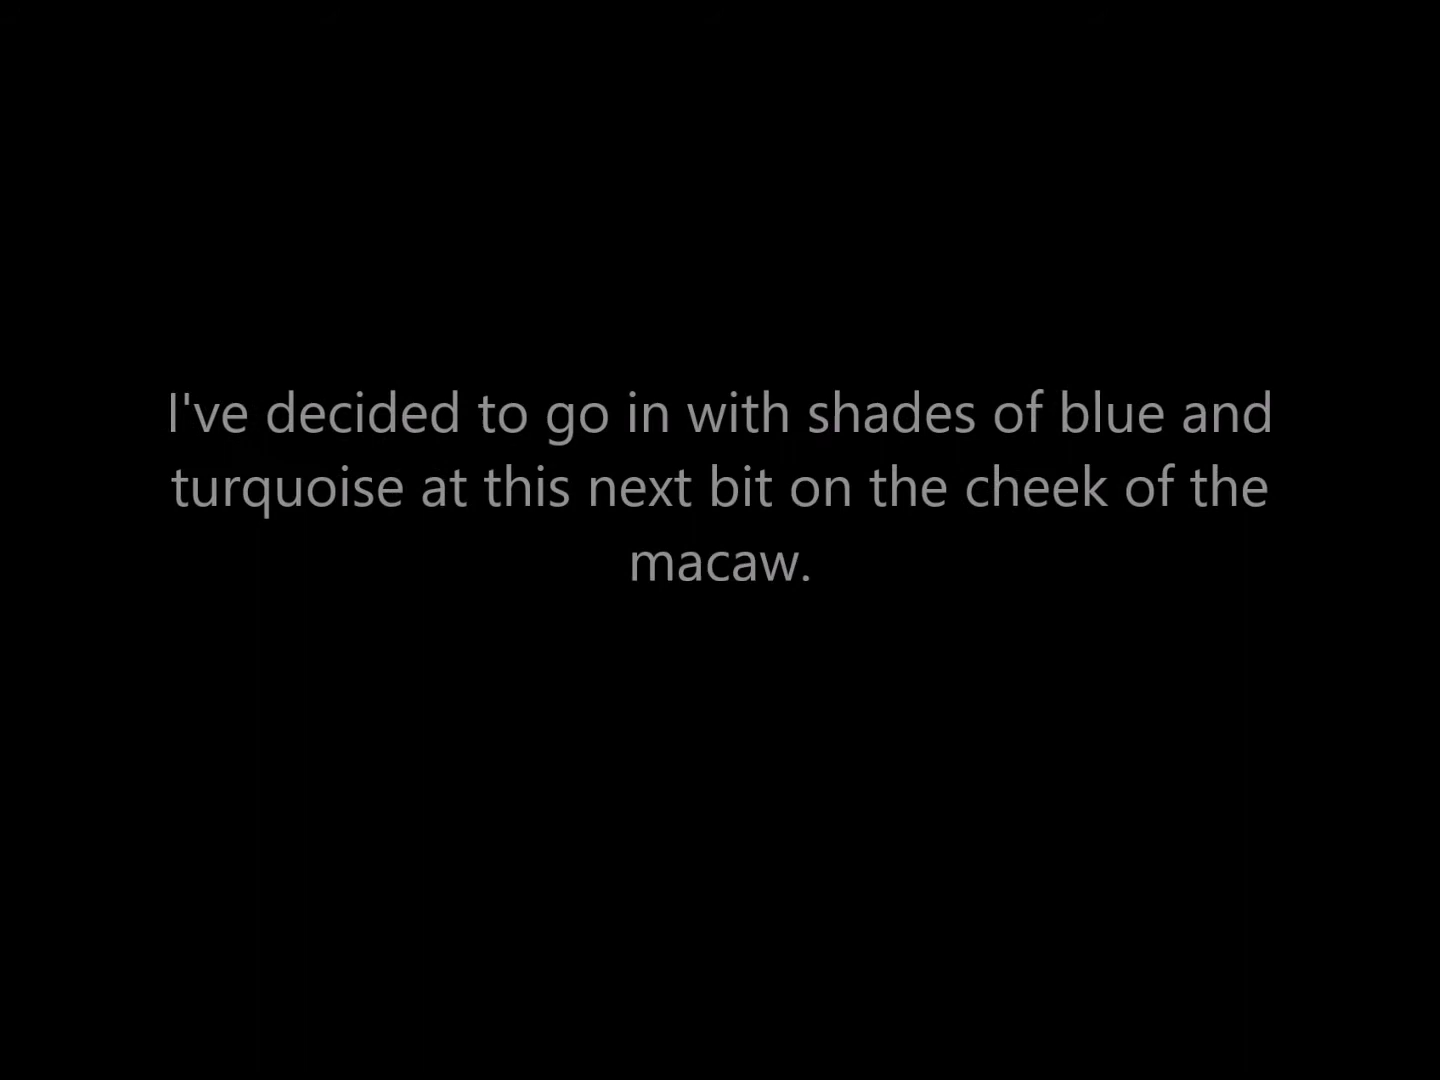 I've decided to go in with shades of blue and
turquoise at this next bit on the cheek of the
macaw.